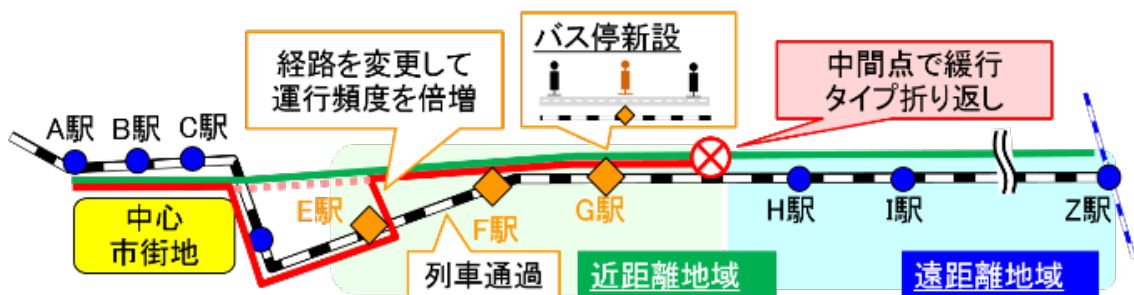 バス停新設
経路を変更して
運行頻度を倍増
中間点で緩行
タイプ折り返し
A駅
B駅
C駅
中心
市街地
E駅
F駅
G駅
H駅
I駅
Z駅
列車通過
近距離地域
遠距離地域